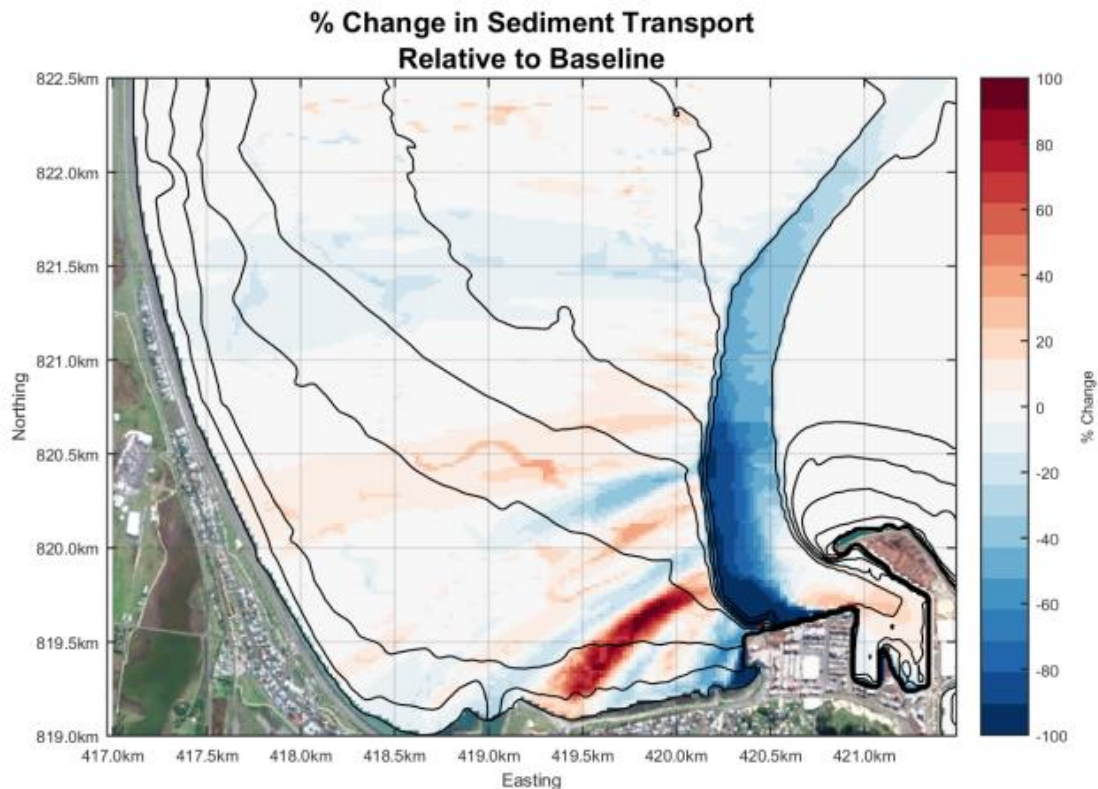 % Change in Sediment Transport
Relative to Baseline
822.5km
822.0km
821.5km
821.0km
820.5km
820.0km
819.5km
819.0km
Northing
417.0km 417.5km 418.0km 418.5km 419.0km 419.5km 420.0km 420.5km 421.0km
Easting
100
80
60
40
20
0
-20
-40
-60
-80
-100
% Change